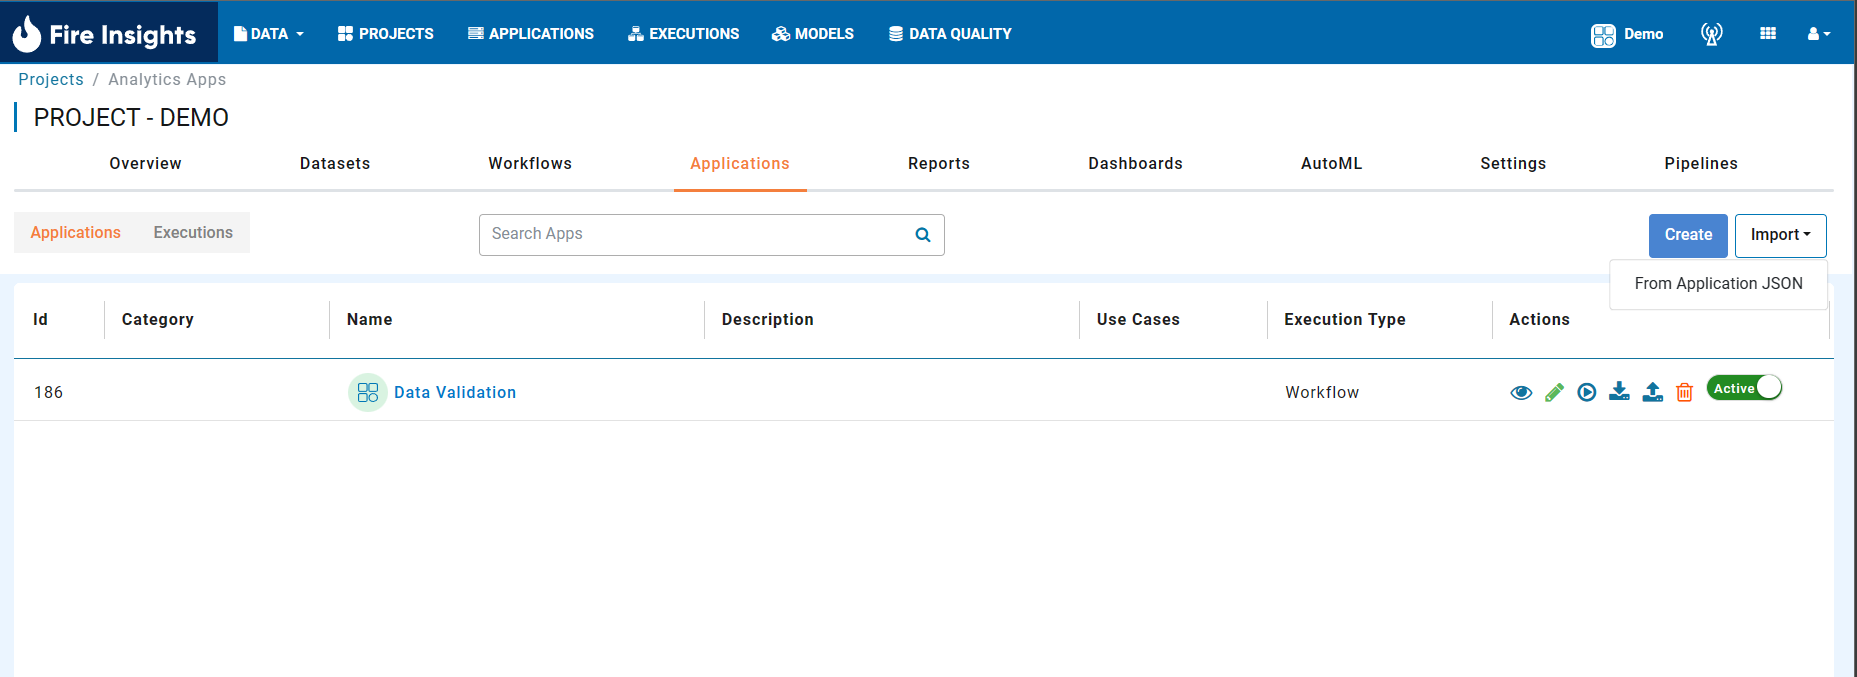 Fire Insights DATA PROJECTS APPLICATIONS EXECUTIONS MODELS DATA QUALITY Demo
Projects / Analytics Apps
PROJECT - DEMO
Overview Datasets Workflows Applications Reports Dashboards AutoML Settings Pipelines
Applications Executions Search Apps Create Import
From Application JSON
Id Category Name Description Use Cases Execution Type Actions
186 Data Validation Workflow Active